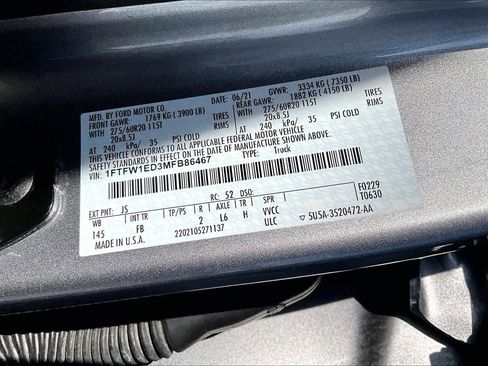 MFD. BY FORD MOTOR CO.
DATE: 06/21 GVWR: 3334 KG (7350 LB)
FRONT GAWR: 1769 KG (3900 LB) REAR GAWR: 1882 KG (4150 LB)
WITH 275/60R20 115T TIRES WITH 275/60R20 115T TIRES
20x8.5J RIMS 20x8.5J RIMS
AT 240 kPa/ 35 PSI COLD AT 240 kPa/ 35 PSI COLD
THIS VEHICLE CONFORMS TO ALL APPLICABLE FEDERAL MOTOR VEHICLE
SAFETY STANDARDS IN EFFECT ON THE DATE OF MANUFACTURE SHOWN ABOVE.
VIN: 1FTFW1ED3MFB86467
TYPE: Truck
F0229
T0630
EXT PNT: JS RC: 52 DSO:
WB INT TR TP/PS R AXLE TR SPR
145 FB 2 L6 H VVCC
MADE IN U.S.A. 2202105271137 ULC
5U5A-3520472-AA